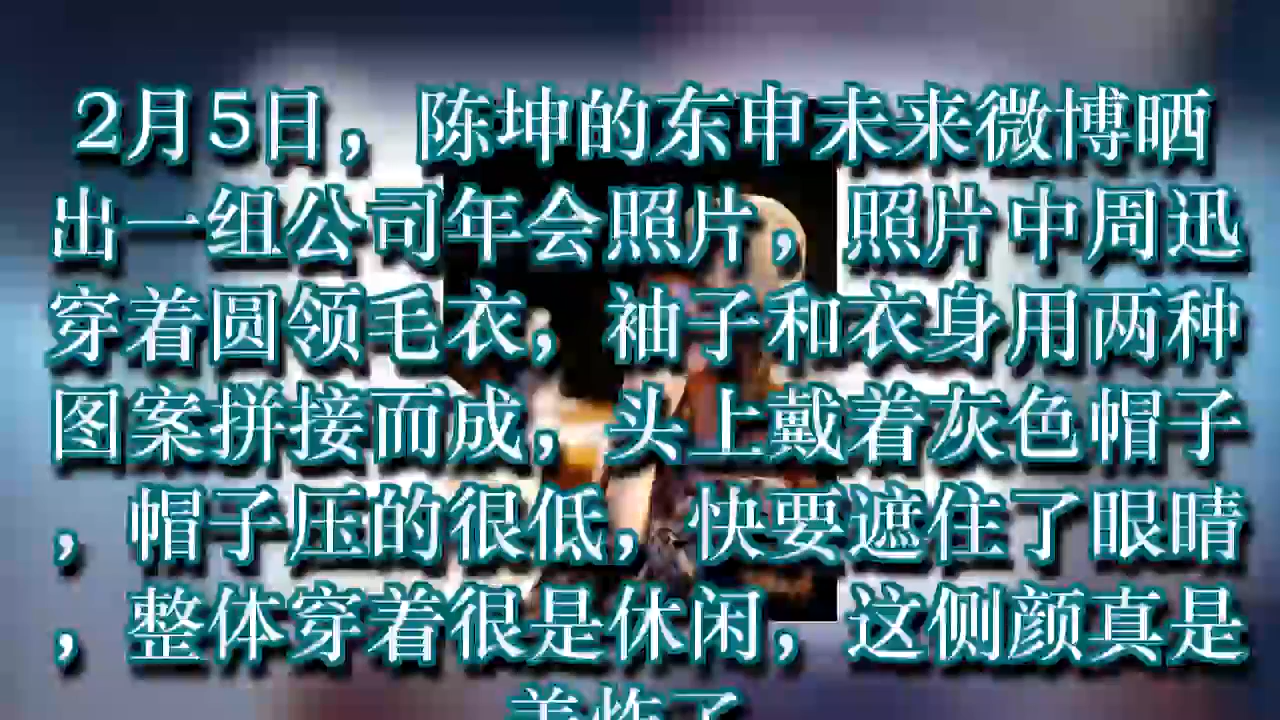 2月5日，陈坤的东申未来微博晒
出一组公司年会照片，照片中周迅
穿着圆领毛衣，袖子和衣身用两种
图案拼接而成，头上戴着灰色帽子
，帽子压的很低，快要遮住了眼睛
，整体穿着很是休闲，这侧颜真是
美炸了